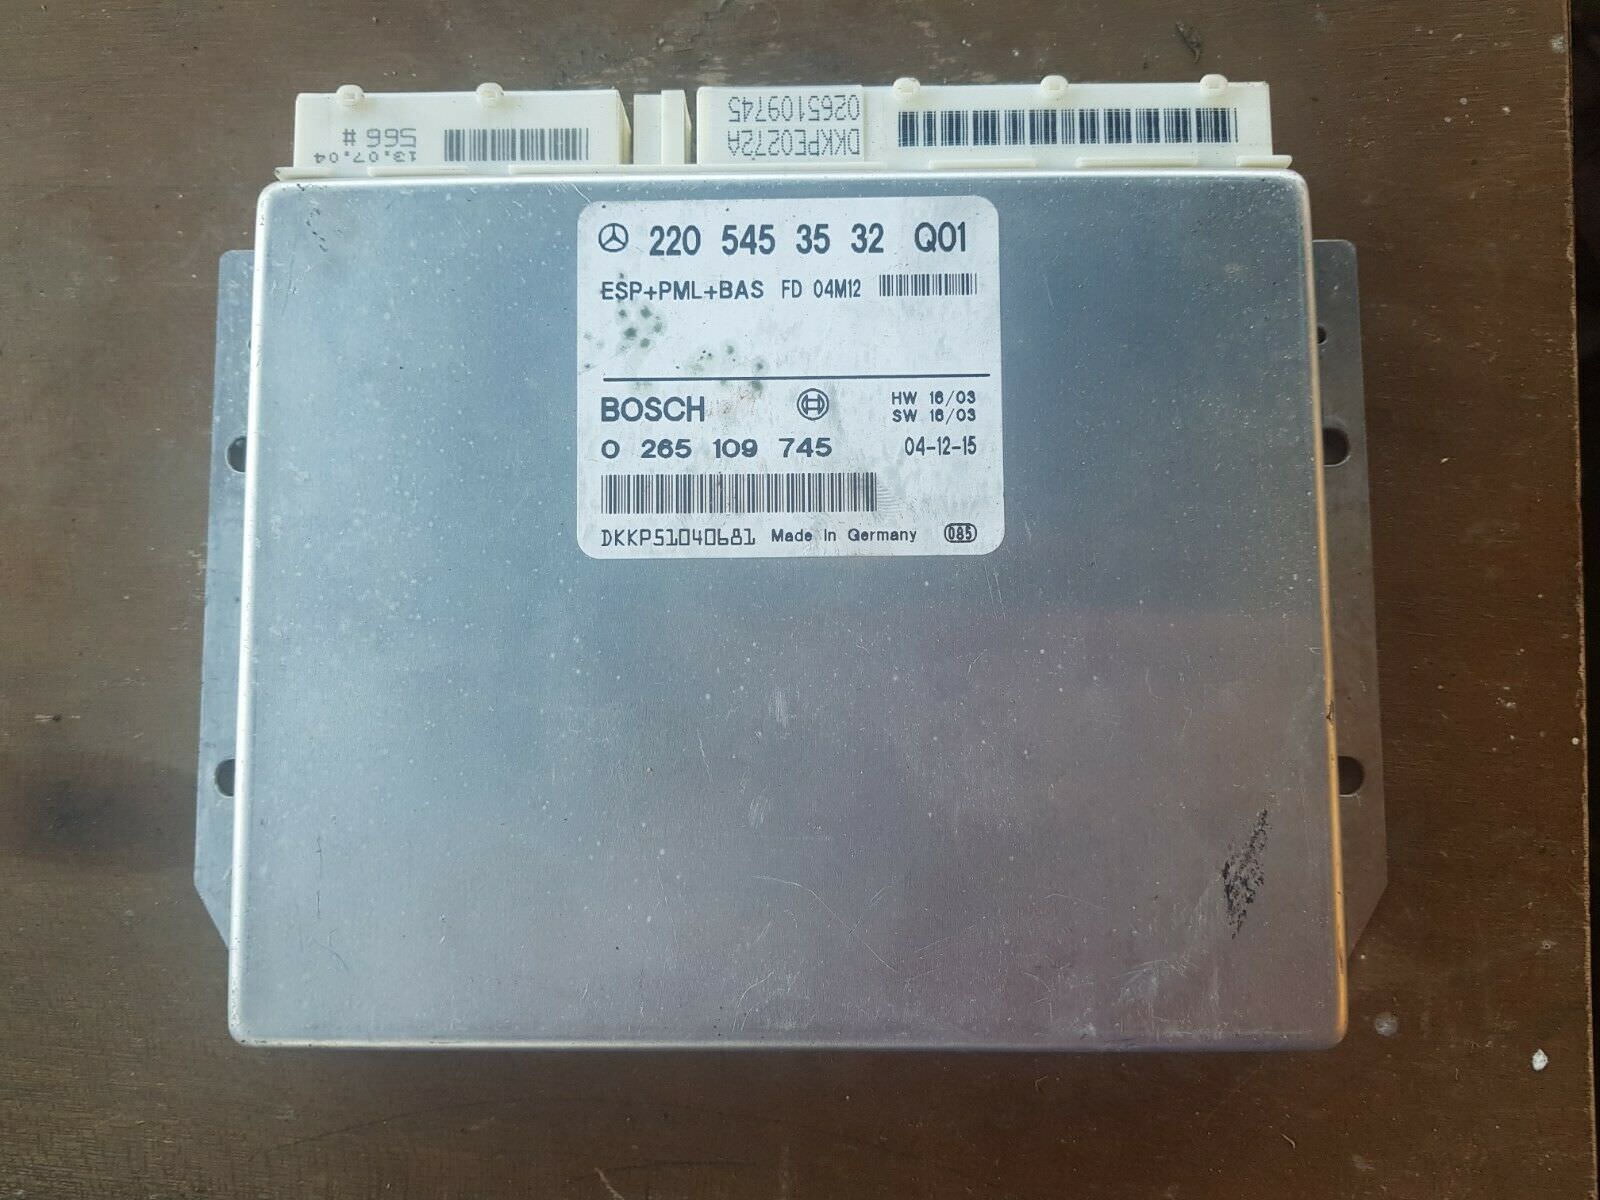 566 #
13.07.04
0265109745
DKKPE0272A
220 545 35 32 Q01
ESP+PML+BAS FD 04M12
BOSCH
HW 16/03
SW 16/03
0 265 109 745 04-12-15
DKKP51040681 Made in Germany 085